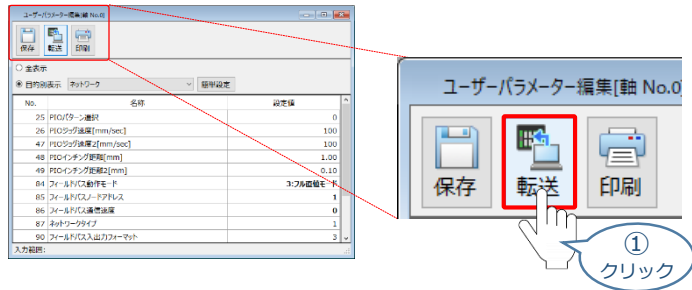 ユーザーパラメーター編集[軸 No.0]
保存 転送 印刷
○ 全表示
◉ 目的別表示 ネットワーク 簡単設定
No. 名称 設定値
25 PIOパターン選択 0
26 PIOジョグ速度[mm/sec] 100
47 PIOジョグ速度2[mm/sec] 100
48 PIOインチング距離[mm] 1.00
49 PIOインチング距離2[mm] 0.10
84 フィールドバス動作モード 3:フル直値モード
85 フィールドバスノードアドレス 1
86 フィールドバス通信速度 0
87 ネットワークタイプ 1
90 フィールドバス入出力フォーマット 3
入力範囲:
ユーザーパラメーター編集[軸 No.0]
保存 転送 印刷
①
クリック